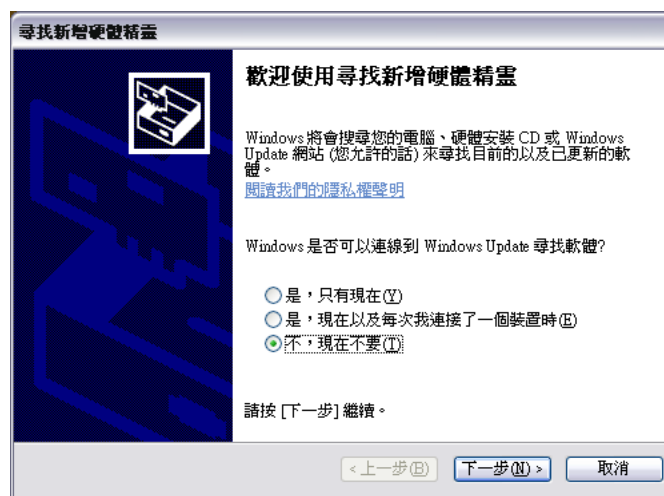 尋找新增硬體精靈
歡迎使用尋找新增硬體精靈
Windows 將會搜尋您的電腦、硬體安裝 CD 或 Windows
Update 網站 (您允許的話) 來尋找目前的以及已更新的軟
體。
閱讀我們的隱私權聲明
Windows 是否可以連線到 Windows Update 尋找軟體?
是，只有現在(Y)
是，現在以及每次我連接了一個裝置時(E)
不，現在不要(T)
請按 [下一步] 繼續。
<上一步(B) 下一步(N)> 取消